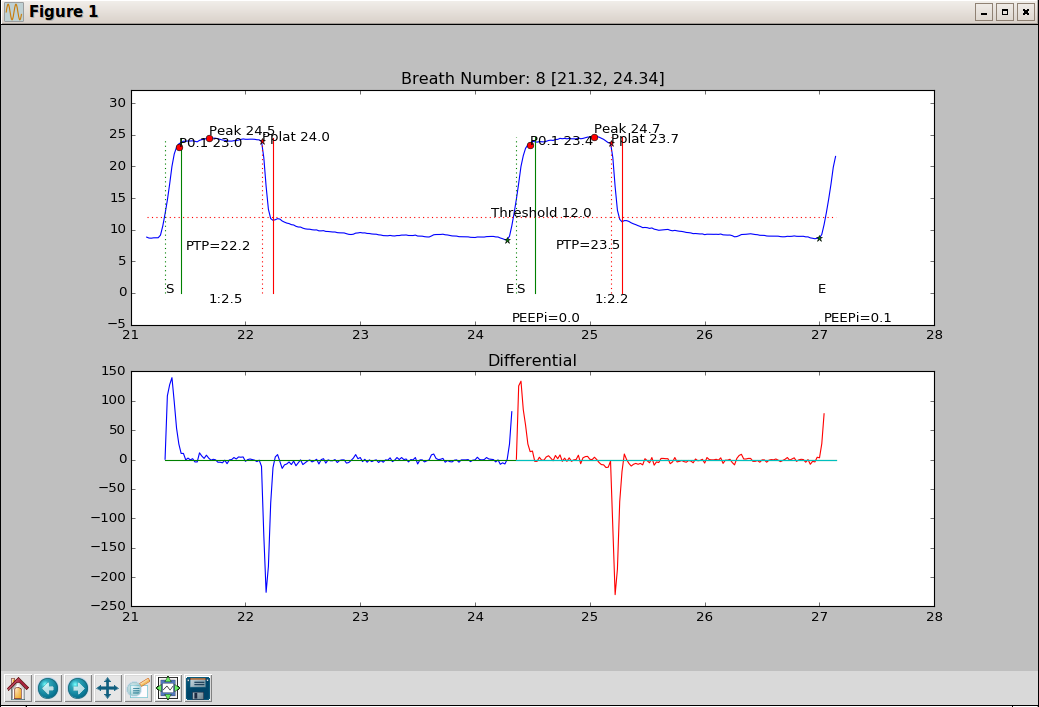 Figure 1
Breath Number: 8 [21.32, 24.34]
30
25
20
15
10
5
0
−5
Peak 24.5
P0.1 23.0
Pplat 24.0
Peak 24.7
P0.1 23.4
Pplat 23.7
Threshold 12.0
PTP=22.2
PTP=23.5
S
E S
E
1:2.5
1:2.2
PEEPi=0.0
PEEPi=0.1
21 22 23 24 25 26 27 28
Differential
150
100
50
0
−50
−100
−150
−200
−250
21 22 23 24 25 26 27 28